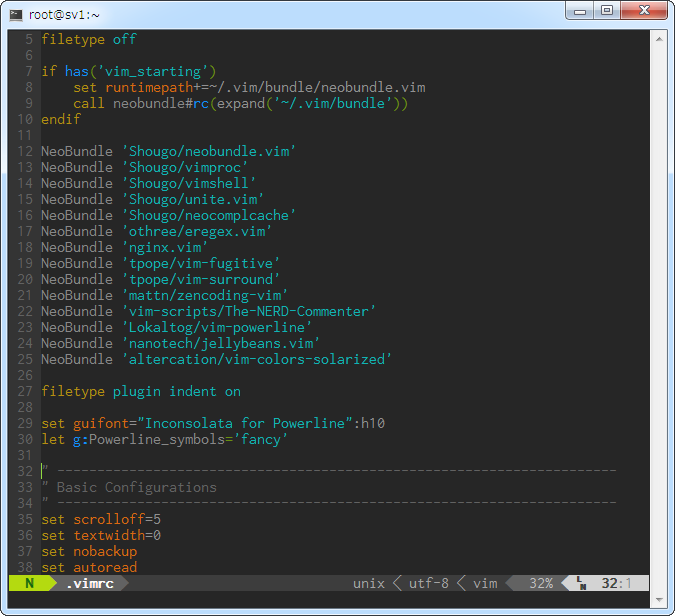 root@sv1:~
5 filetype off
6
7 if has('vim_starting')
8     set runtimepath+=~/.vim/bundle/neobundle.vim
9     call neobundle#rc(expand('~/.vim/bundle'))
10 endif
11
12 NeoBundle 'Shougo/neobundle.vim'
13 NeoBundle 'Shougo/vimproc'
14 NeoBundle 'Shougo/vimshell'
15 NeoBundle 'Shougo/unite.vim'
16 NeoBundle 'Shougo/neocomplcache'
17 NeoBundle 'othree/eregex.vim'
18 NeoBundle 'nginx.vim'
19 NeoBundle 'tpope/vim-fugitive'
20 NeoBundle 'tpope/vim-surround'
21 NeoBundle 'mattn/zencoding-vim'
22 NeoBundle 'vim-scripts/The-NERD-Commenter'
23 NeoBundle 'Lokaltog/vim-powerline'
24 NeoBundle 'nanotech/jellybeans.vim'
25 NeoBundle 'altercation/vim-colors-solarized'
26
27 filetype plugin indent on
28
29 set guifont="Inconsolata for Powerline":h10
30 let g:Powerline_symbols='fancy'
31
32 " ----------------------------------------------------------------------
33 " Basic Configurations
34 " ----------------------------------------------------------------------
35 set scrolloff=5
36 set textwidth=0
37 set nobackup
38 set autoread
N .vimrc unix utf-8 vim 32% LN 32:1